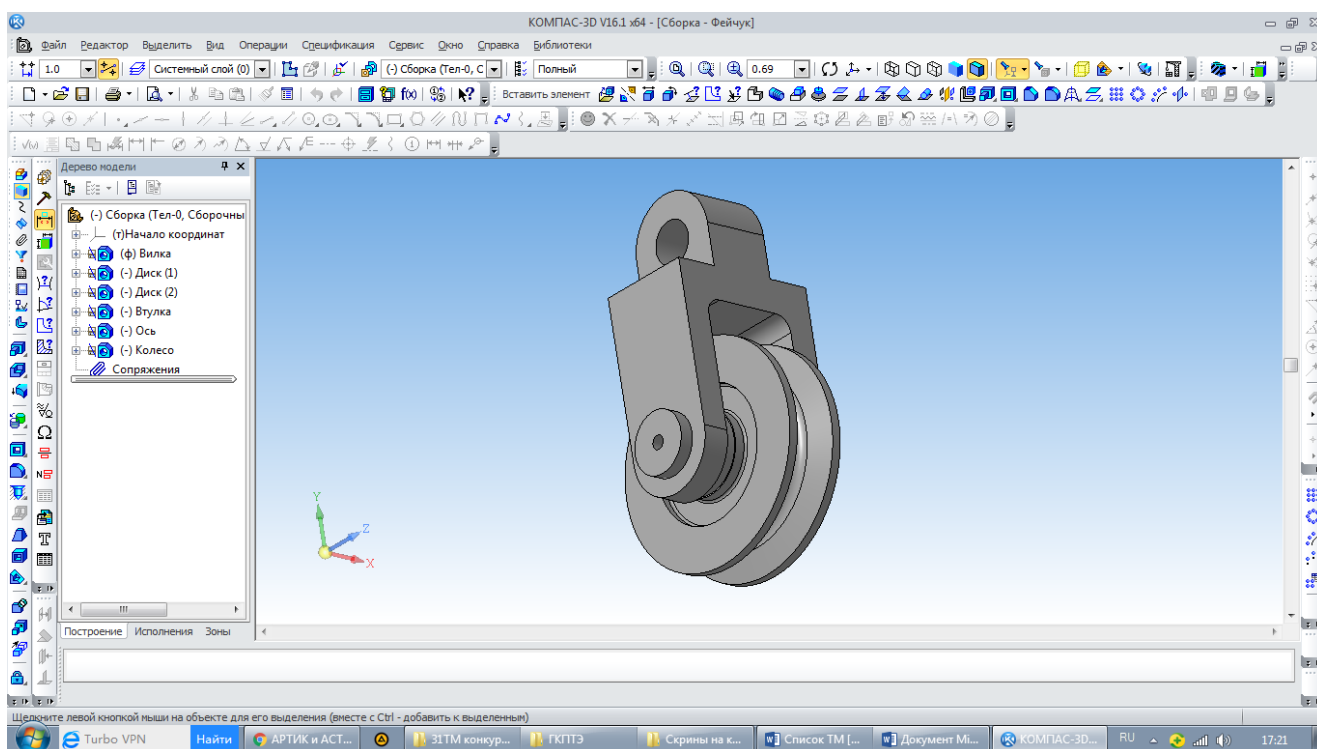 КОМПАС-3D V16.1 x64 - [Сборка - Фейчук]
Файл Редактор Выделить Вид Операции Спецификация Сервис Окно Справка Библиотеки
1.0 Системный слой (0) (-) Сборка (Тел-0, С Полный 0.69
Вставить элемент
Дерево модели
(-) Сборка (Тел-0, Сборочны
(т)Начало координат
(ф) Вилка
(-) Диск (1)
(-) Диск (2)
(-) Втулка
(-) Ось
(-) Колесо
Сопряжения
Y
Z
X
Построение Исполнения Зоны
Щелкните левой кнопкой мыши на объекте для его выделения (вместе с Ctrl - добавить к выделенным)
Turbo VPN Найти АРТИК и АСТ... 31ТМ конкур... ГКПТЭ Скрины на к... Список ТМ [... Документ Mi... КОМПАС-3D... RU 17:21